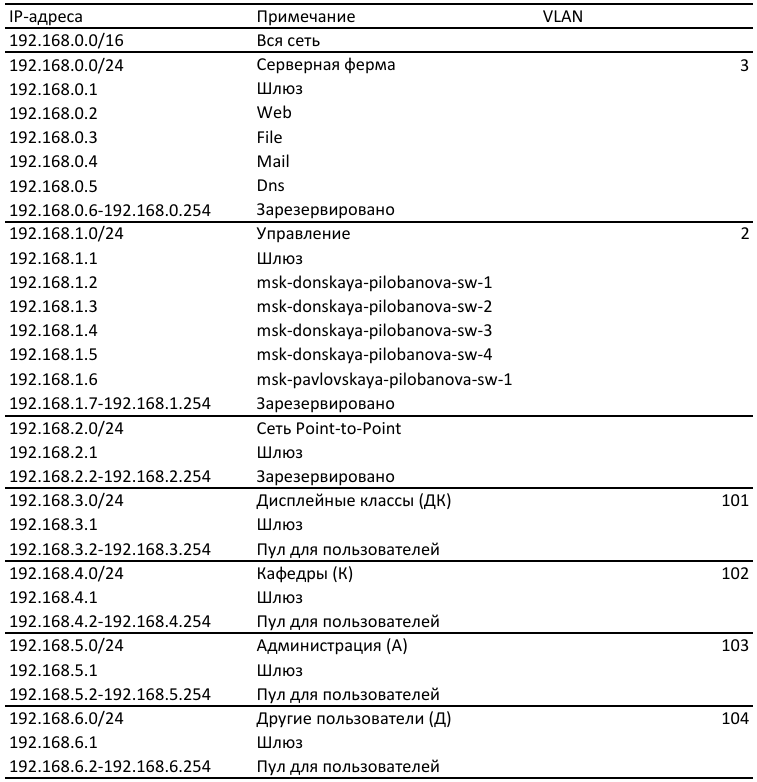 IP-адреса Примечание VLAN
192.168.0.0/16 Вся сеть
192.168.0.0/24 Серверная ферма 3
192.168.0.1 Шлюз
192.168.0.2 Web
192.168.0.3 File
192.168.0.4 Mail
192.168.0.5 Dns
192.168.0.6-192.168.0.254 Зарезервировано
192.168.1.0/24 Управление 2
192.168.1.1 Шлюз
192.168.1.2 msk-donskaya-pilobanova-sw-1
192.168.1.3 msk-donskaya-pilobanova-sw-2
192.168.1.4 msk-donskaya-pilobanova-sw-3
192.168.1.5 msk-donskaya-pilobanova-sw-4
192.168.1.6 msk-pavlovskaya-pilobanova-sw-1
192.168.1.7-192.168.1.254 Зарезервировано
192.168.2.0/24 Сеть Point-to-Point
192.168.2.1 Шлюз
192.168.2.2-192.168.2.254 Зарезервировано
192.168.3.0/24 Дисплейные классы (ДК) 101
192.168.3.1 Шлюз
192.168.3.2-192.168.3.254 Пул для пользователей
192.168.4.0/24 Кафедры (К) 102
192.168.4.1 Шлюз
192.168.4.2-192.168.4.254 Пул для пользователей
192.168.5.0/24 Администрация (А) 103
192.168.5.1 Шлюз
192.168.5.2-192.168.5.254 Пул для пользователей
192.168.6.0/24 Другие пользователи (Д) 104
192.168.6.1 Шлюз
192.168.6.2-192.168.6.254 Пул для пользователей